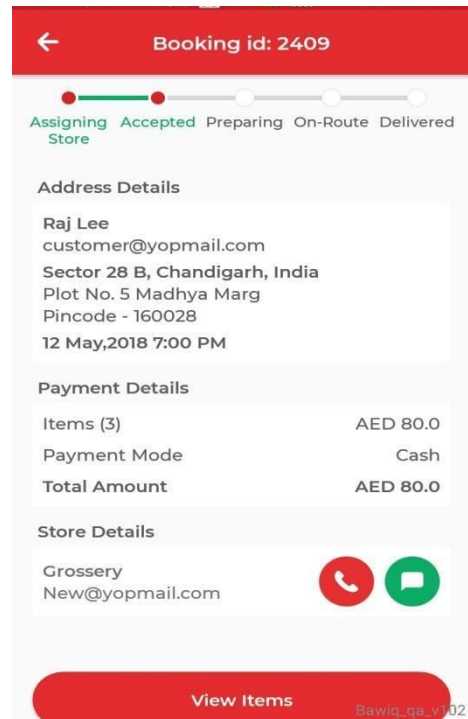 Booking id: 2409
Assigning Store
Accepted
Preparing
On-Route
Delivered
Address Details
Raj Lee
customer@yopmail.com
Sector 28 B, Chandigarh, India
Plot No. 5 Madhya Marg
Pincode - 160028
12 May,2018 7:00 PM
Payment Details
Items (3) AED 80.0
Payment Mode Cash
Total Amount AED 80.0
Store Details
Grossery
New@yopmail.com
View Items
Bawiq_qa_v102